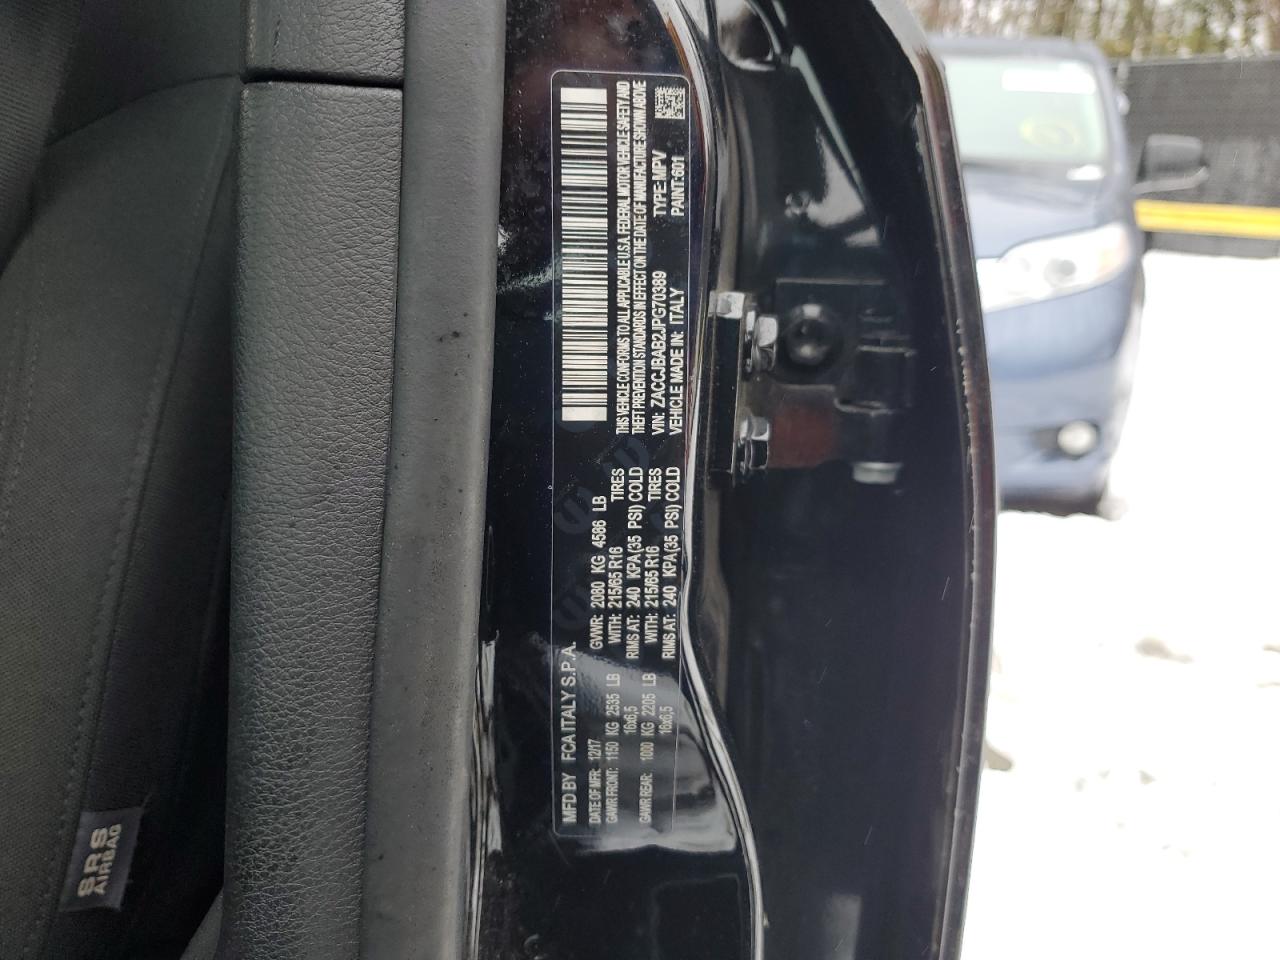 MFD BY FCA ITALY S.P.A.
DATE OF MFR: 12/17 GVWR: 2080 KG 4586 LB
GAWR FRONT: 1150 KG 2535 LB WITH: 215/65 R16 TIRES
16x6,5 RIMS AT: 240 KPA(35 PSI) COLD
GAWR REAR: 1000 KG 2205 LB WITH: 215/65 R16 TIRES
16x6,5 RIMS AT: 240 KPA(35 PSI) COLD
THIS VEHICLE CONFORMS TO ALL APPLICABLE U.S.A. FEDERAL MOTOR VEHICLE SAFETY AND
THEFT PREVENTION STANDARDS IN EFFECT ON THE DATE OF MANUFACTURE SHOWN ABOVE
VIN: ZACCJBAB2JPG70389 TYPE:MPV
VEHICLE MADE IN: ITALY PAINT:601
SRS
AIRBAG